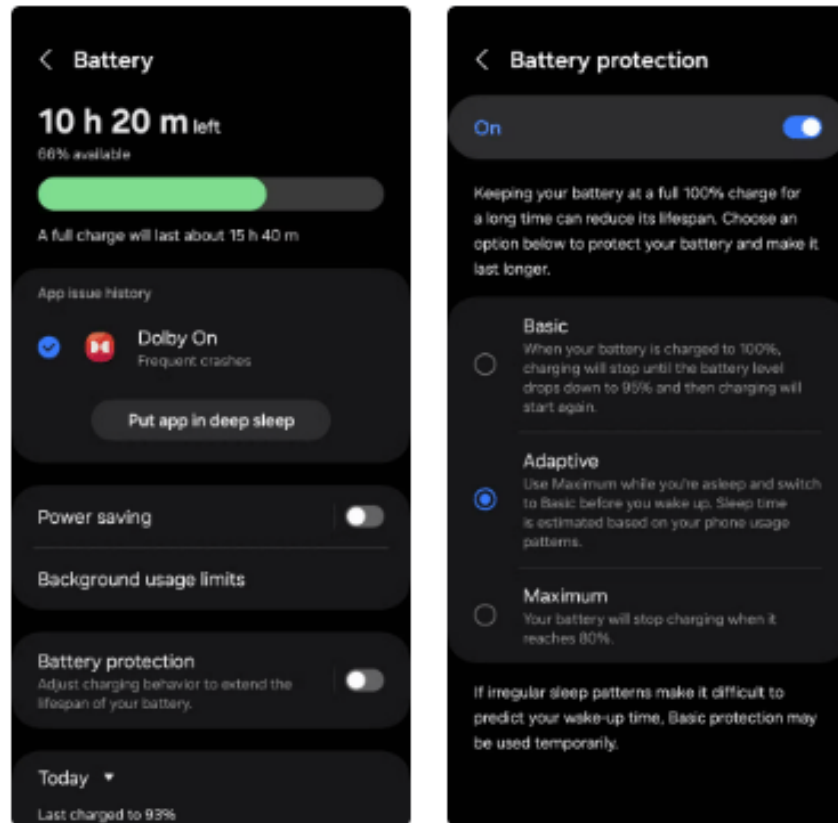 Battery
10 h 20 m left
66% available
A full charge will last about 15 h 40 m
App issue history
Dolby On
Frequent crashes
Put app in deep sleep
Power saving
Background usage limits
Battery protection
Adjust charging behavior to extend the
lifespan of your battery.
Today
Last charged to 93%
Battery protection
On
Keeping your battery at a full 100% charge for
a long time can reduce its lifespan. Choose an
option below to protect your battery and make it
last longer.
Basic
When your battery is charged to 100%,
charging will stop until the battery level
drops down to 95% and then charging will
start again.
Adaptive
Use Maximum while you're asleep and switch
to Basic before you wake up. Sleep time
is estimated based on your phone usage
patterns.
Maximum
Your battery will stop charging when it
reaches 80%.
If irregular sleep patterns make it difficult to
predict your wake-up time, Basic protection may
be used temporarily.